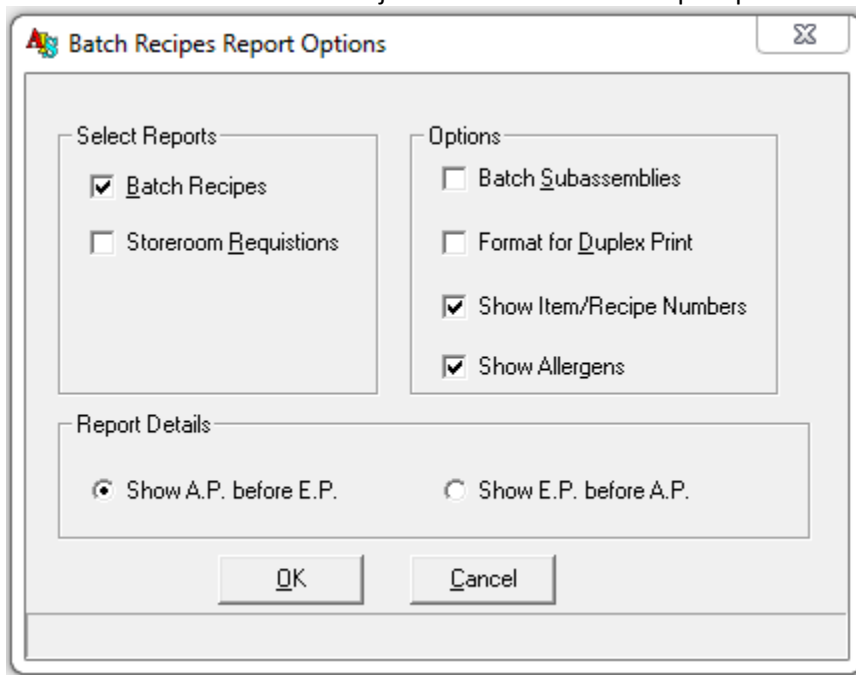 Batch Recipes Report Options
Select Reports
Batch Recipes
Storeroom Requistions
Options
Batch Subassemblies
Format for Duplex Print
Show Item/Recipe Numbers
Show Allergens
Report Details
Show A.P. before E.P.
Show E.P. before A.P.
OK
Cancel